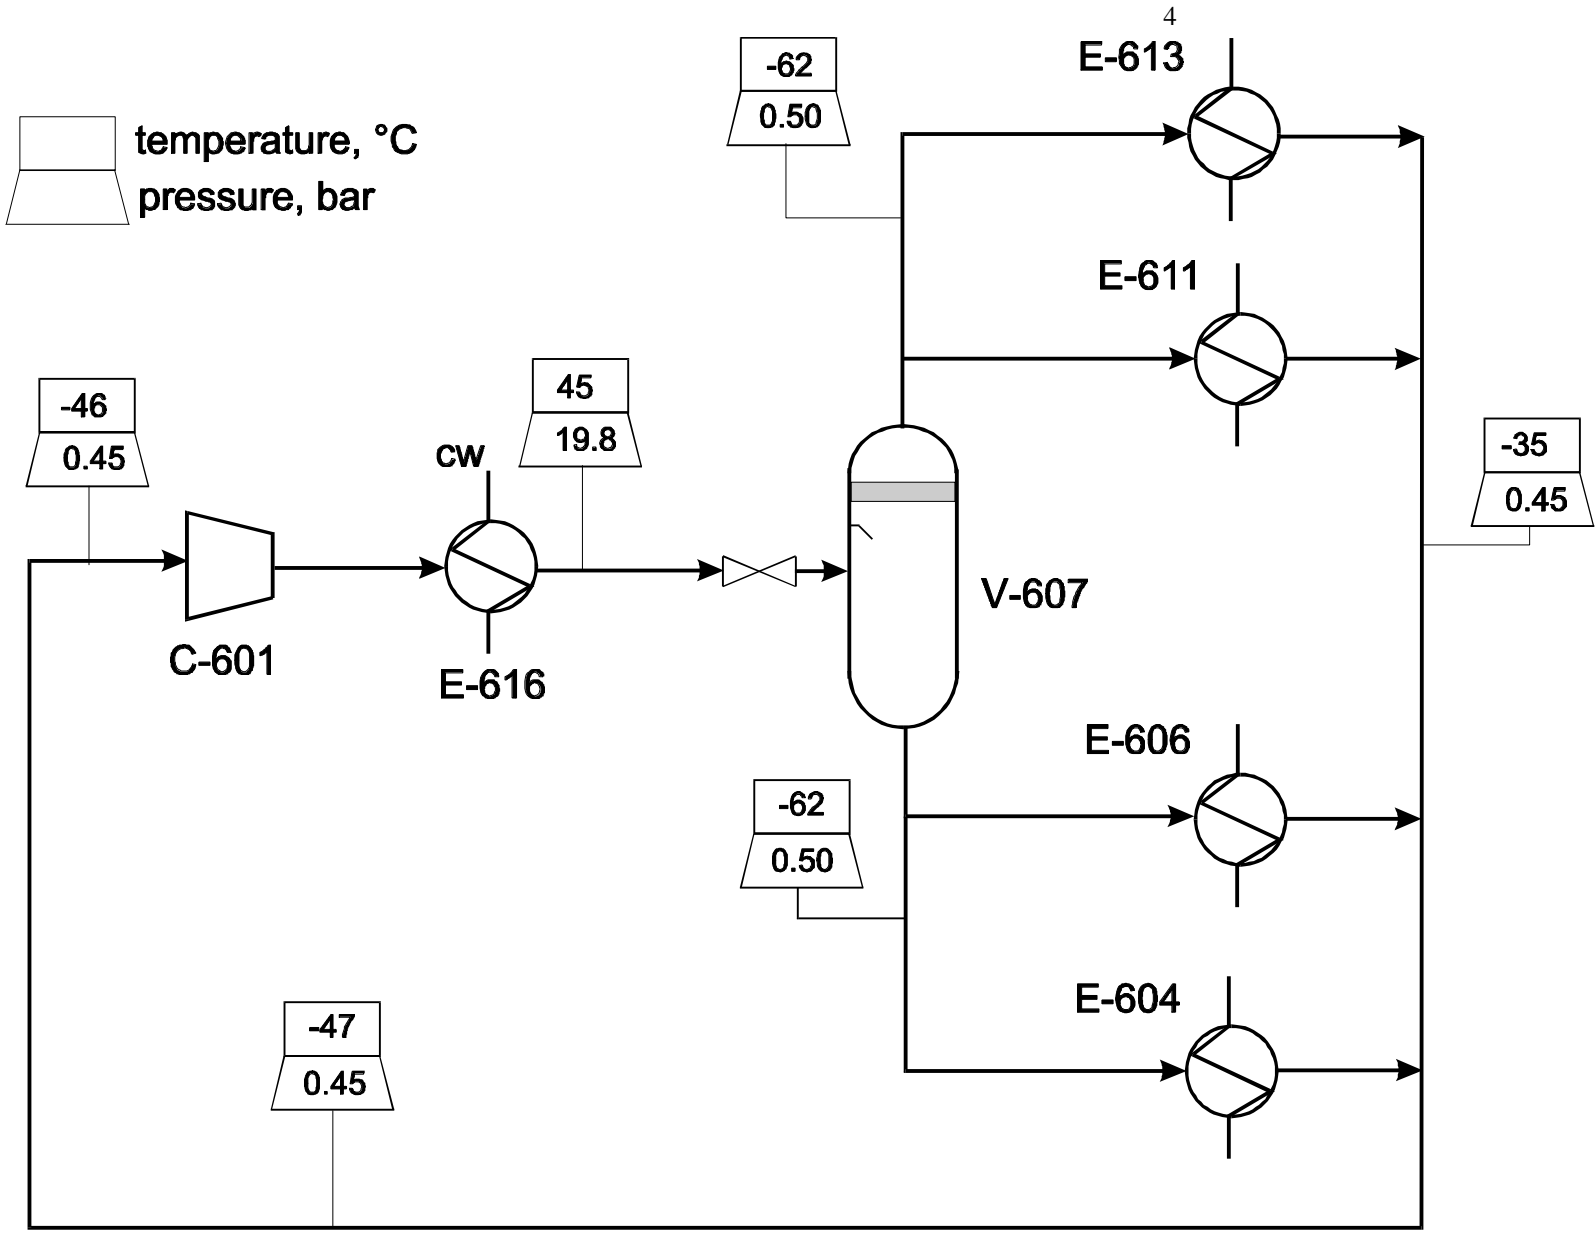 4
E-613
-62
0.50
temperature, °C
pressure, bar
E-611
-46
0.45
cw
45
19.8
-35
0.45
V-607
C-601
E-616
E-606
-62
0.50
E-604
-47
0.45